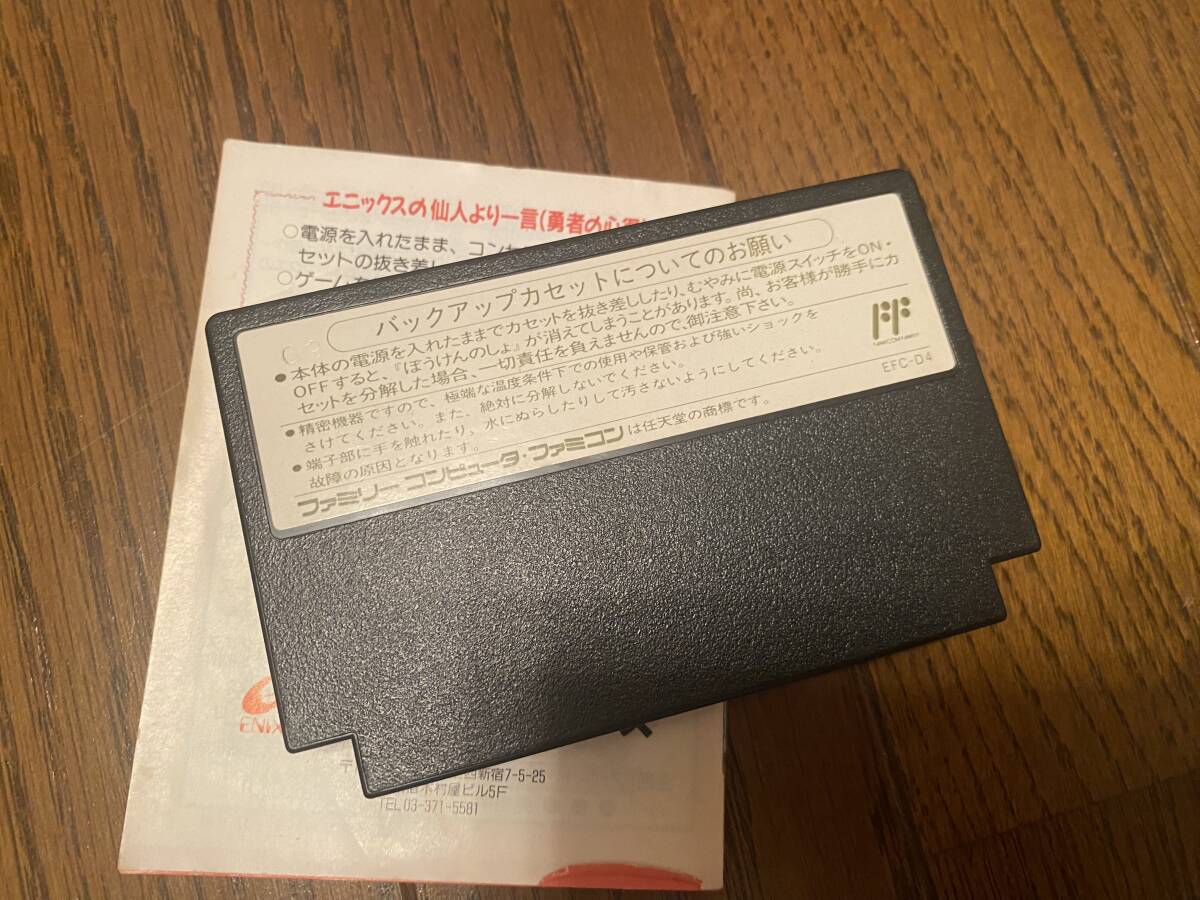 エニックスの仙人より一言(勇者の心得
○電源を入れたまま、コン
セットの抜き差し
○ゲーム
バックアップカセットについてのお願い
●本体の電源を入れたままでカセットを抜き差ししたり、むやみに電源スイッチをON・
OFFすると、『ぼうけんのしょ』が消えてしまうことがあります。尚、お客様が勝手にカ
セットを分解した場合、一切責任を負えませんので、御注意下さい。
●精密機器ですので、極端な温度条件下での使用や保管および強いショックを
さけてください。また、絶対に分解しないでください。
●端子部に手を触れたり、水にぬらしたりして汚さないようにしてください。
故障の原因となります。
ファミリーコンピュータ・ファミコンは任天堂の商標です。
FF
EFC-D4
ENIX
〒
西新宿7-5-25
木村屋ビル5F
TEL 03-371-5581